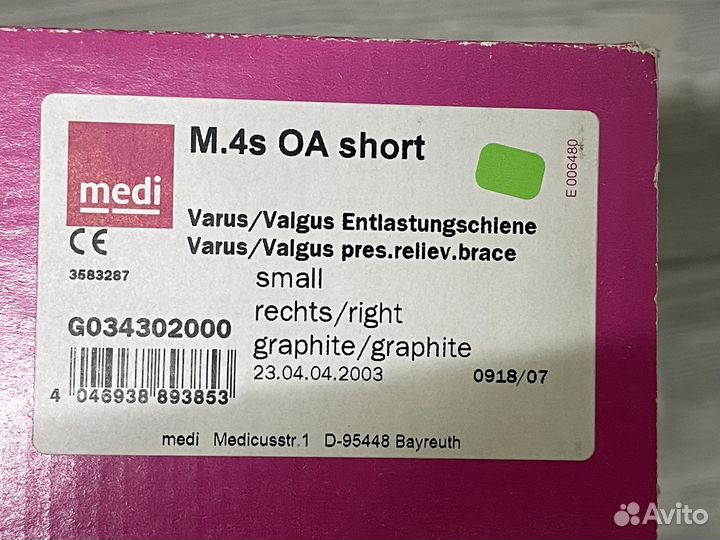 M.4s OA short
E 006480
medi
Varus/Valgus Entlastungschiene
Varus/Valgus pres.reliev.brace
CE
3583287
small
rechts/right
G034302000
graphite/graphite
23.04.04.2003 0918/07
4 046938 893853
medi Medicusstr.1 D-95448 Bayreuth
Avito